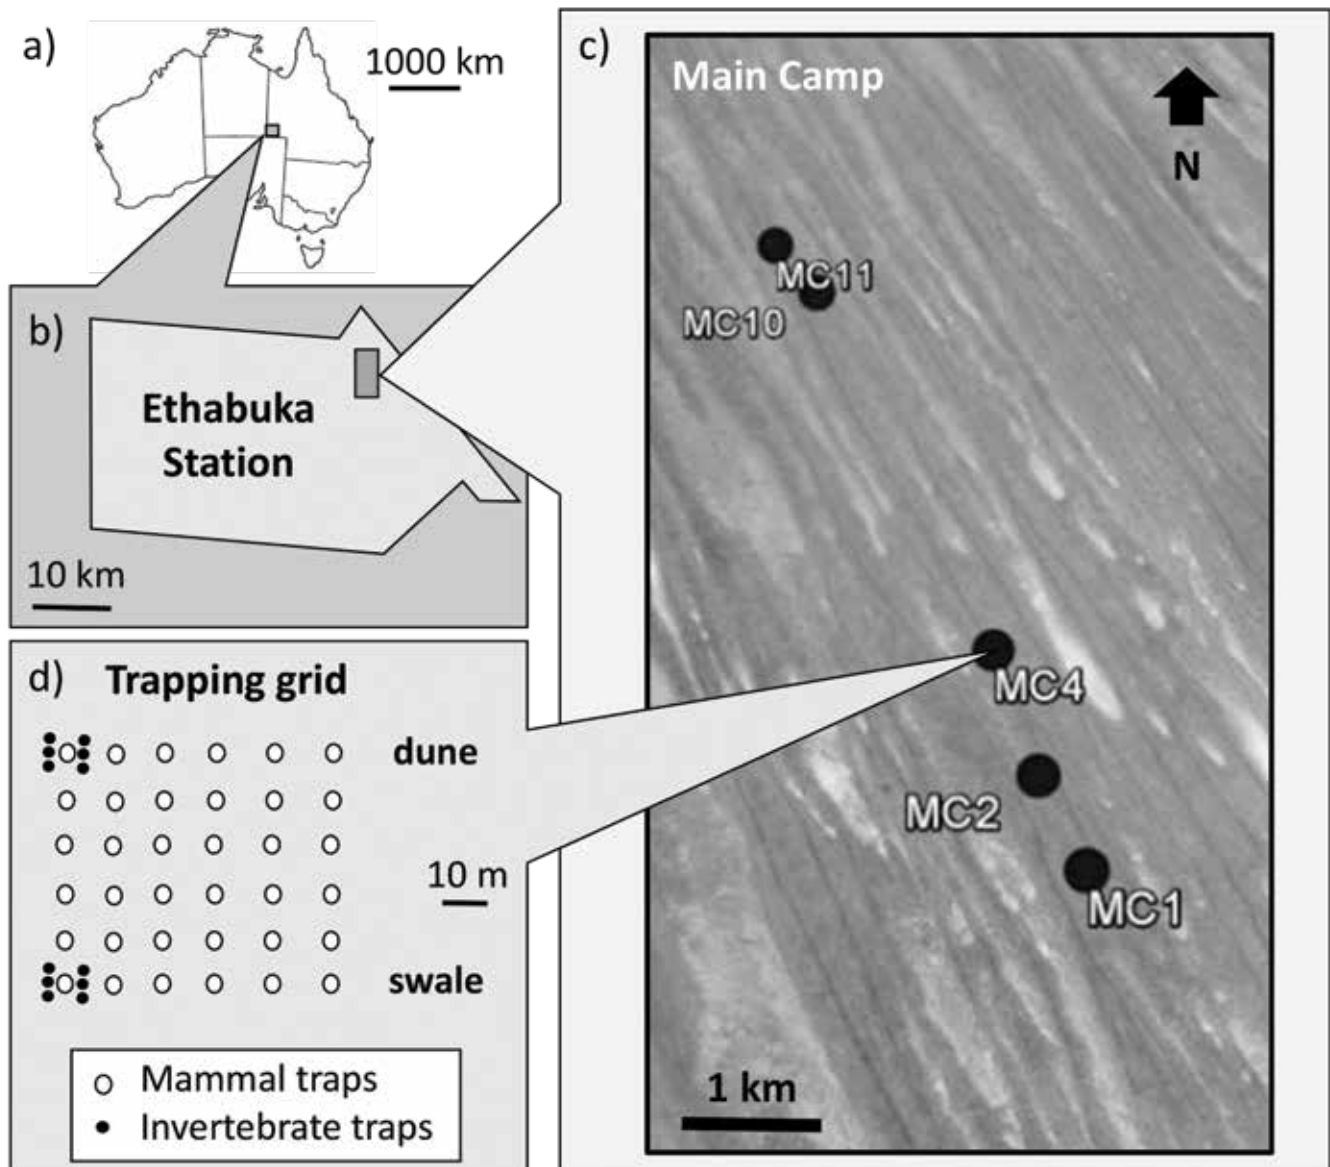 a)
1000 km
b)
Ethabuka
Station
10 km
c)
Main Camp
N
MC11
MC10
MC4
MC2
MC1
1 km
d)
Trapping grid
dune
10 m
swale
Mammal traps
Invertebrate traps